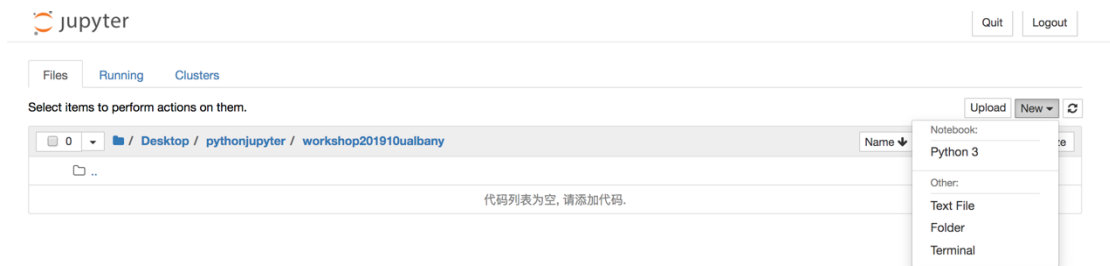 jupyter
Quit Logout
Files Running Clusters
Select items to perform actions on them.
Upload New
0 / Desktop / pythonjupyter / workshop201910ualbany
Name
ze
..
代码列表为空, 请添加代码.
Notebook:
Python 3
Other:
Text File
Folder
Terminal